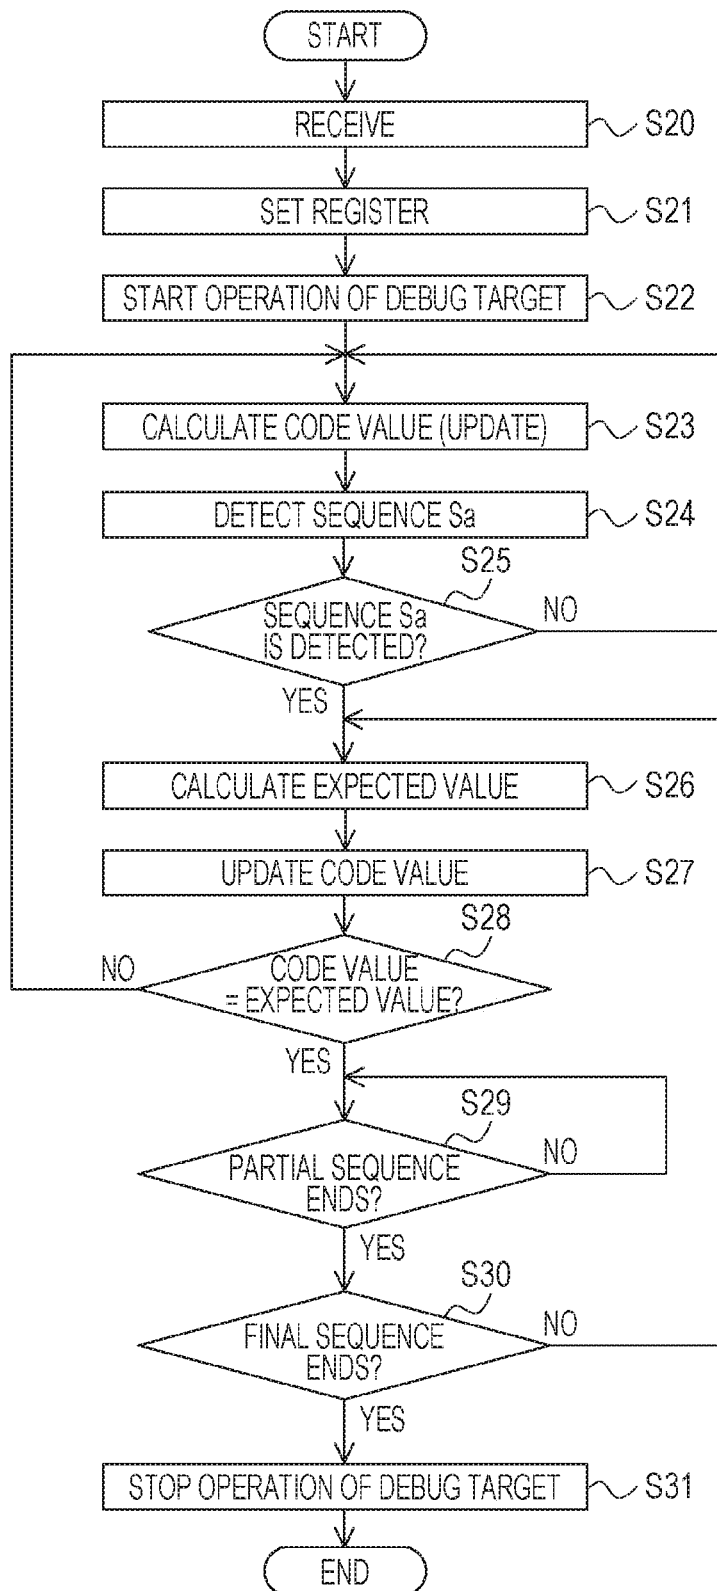 START
RECEIVE
S20
SET REGISTER
S21
START OPERATION OF DEBUG TARGET
S22
CALCULATE CODE VALUE (UPDATE)
S23
DETECT SEQUENCE Sa
S24
S25
SEQUENCE Sa
IS DETECTED?
NO
YES
CALCULATE EXPECTED VALUE
S26
UPDATE CODE VALUE
S27
S28
NO
CODE VALUE
= EXPECTED VALUE?
YES
S29
PARTIAL SEQUENCE
ENDS?
NO
YES
S30
FINAL SEQUENCE
ENDS?
NO
YES
STOP OPERATION OF DEBUG TARGET
S31
END